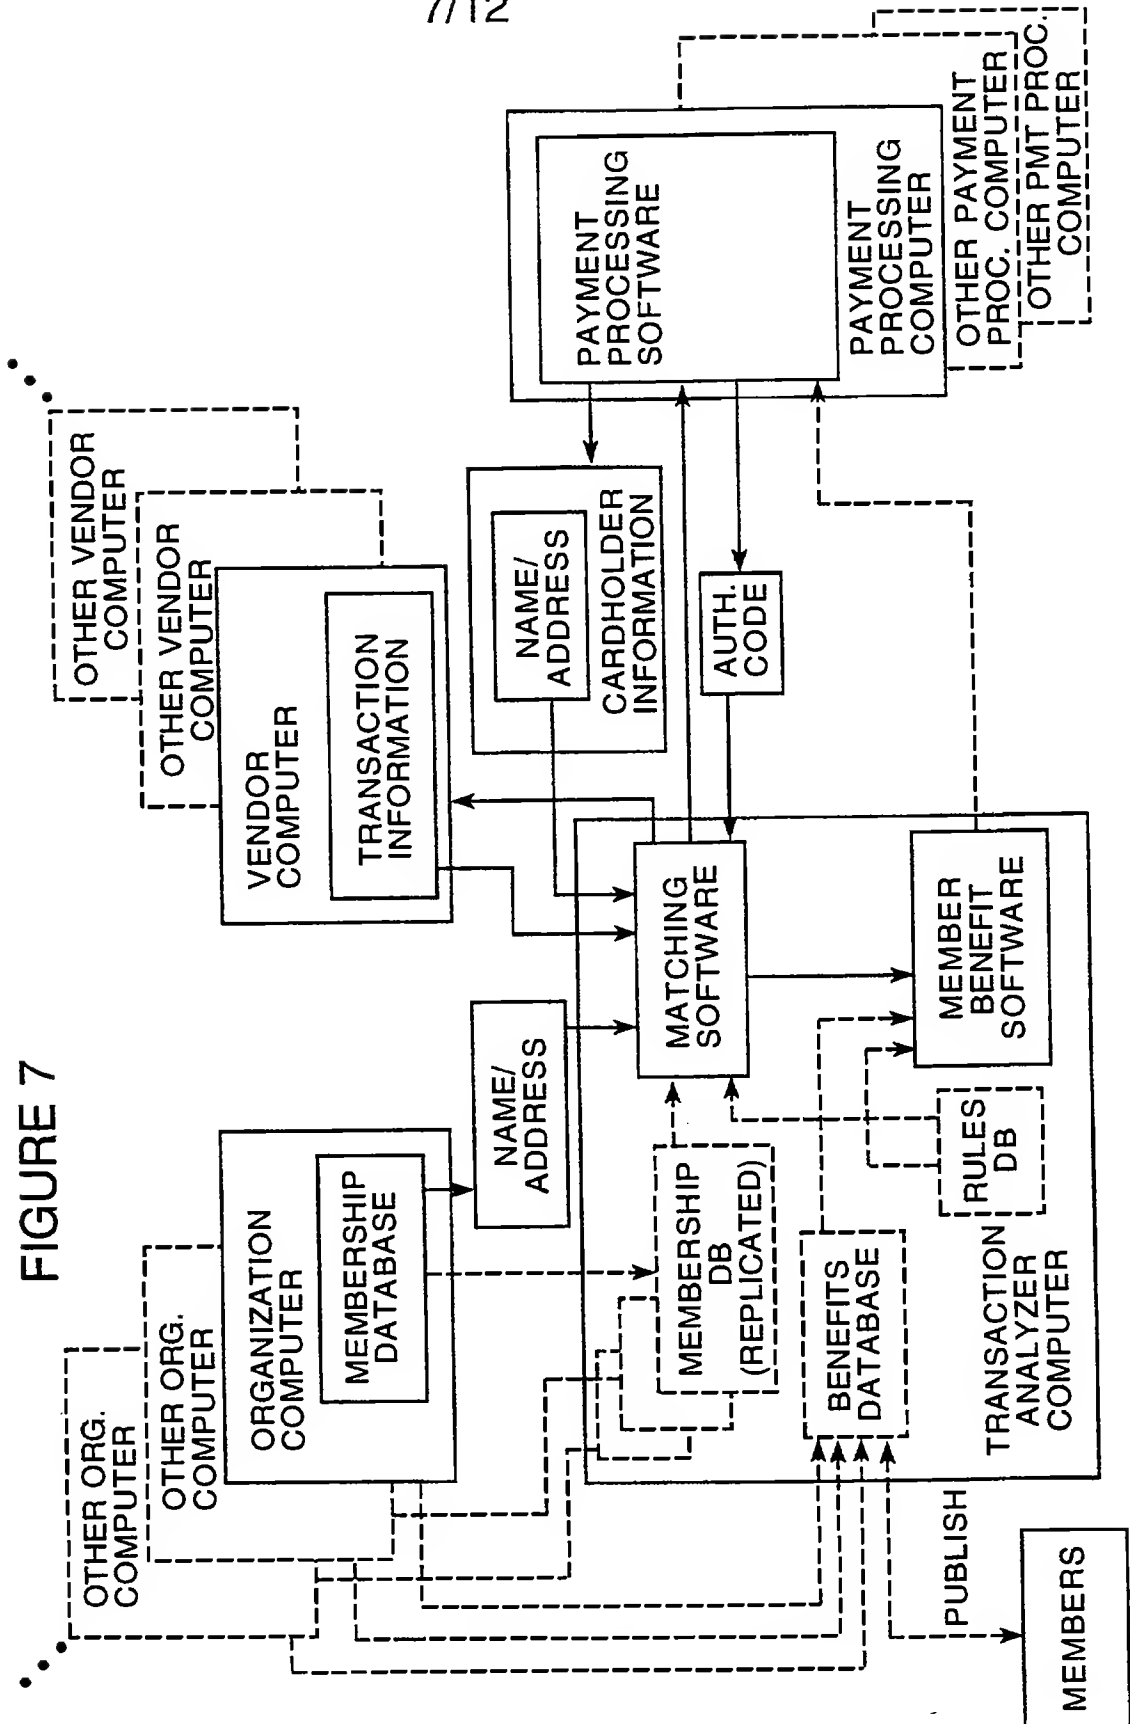 7/12
FIGURE 7
OTHER ORG.
COMPUTER
OTHER ORG.
COMPUTER
ORGANIZATION
COMPUTER
MEMBERSHIP
DATABASE
NAME/
ADDRESS
OTHER VENDOR
COMPUTER
OTHER VENDOR
COMPUTER
VENDOR
COMPUTER
TRANSACTION
INFORMATION
NAME/
ADDRESS
CARDHOLDER
INFORMATION
AUTH.
CODE
PAYMENT
PROCESSING
SOFTWARE
PAYMENT
PROCESSING
COMPUTER
OTHER PAYMENT
PROC. COMPUTER
OTHER PMT PROC.
COMPUTER
MATCHING
SOFTWARE
MEMBERSHIP
DB
(REPLICATED)
MEMBER
BENEFIT
SOFTWARE
RULES
DB
BENEFITS
DATABASE
TRANSACTION
ANALYZER
COMPUTER
PUBLISH
MEMBERS